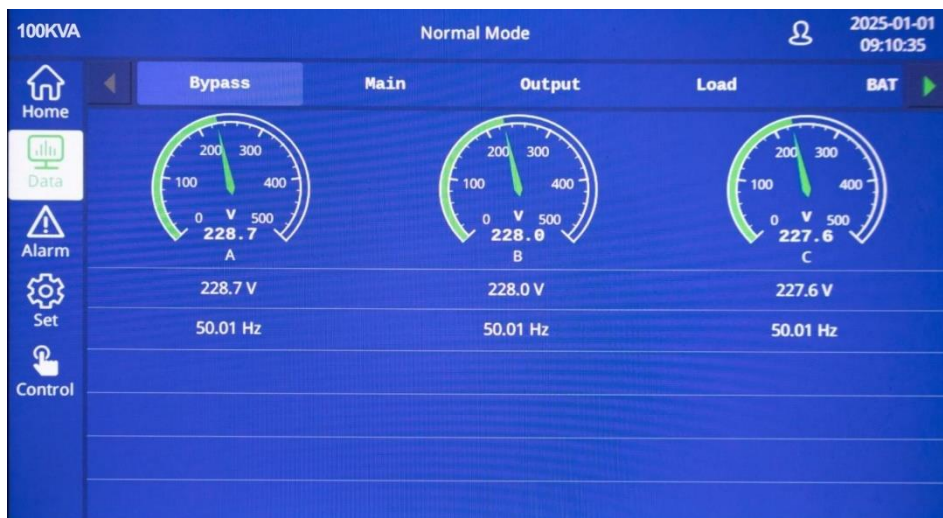 100KVA
Normal Mode
2025-01-01
09:10:35
Home
Data
Alarm
Set
Control
Bypass Main Output Load BAT
0 100 200 300 400 500
V
228.7
A
0 100 200 300 400 500
V
228.0
B
0 100 200 300 400 500
V
227.6
C
228.7 V 228.0 V 227.6 V
50.01 Hz 50.01 Hz 50.01 Hz